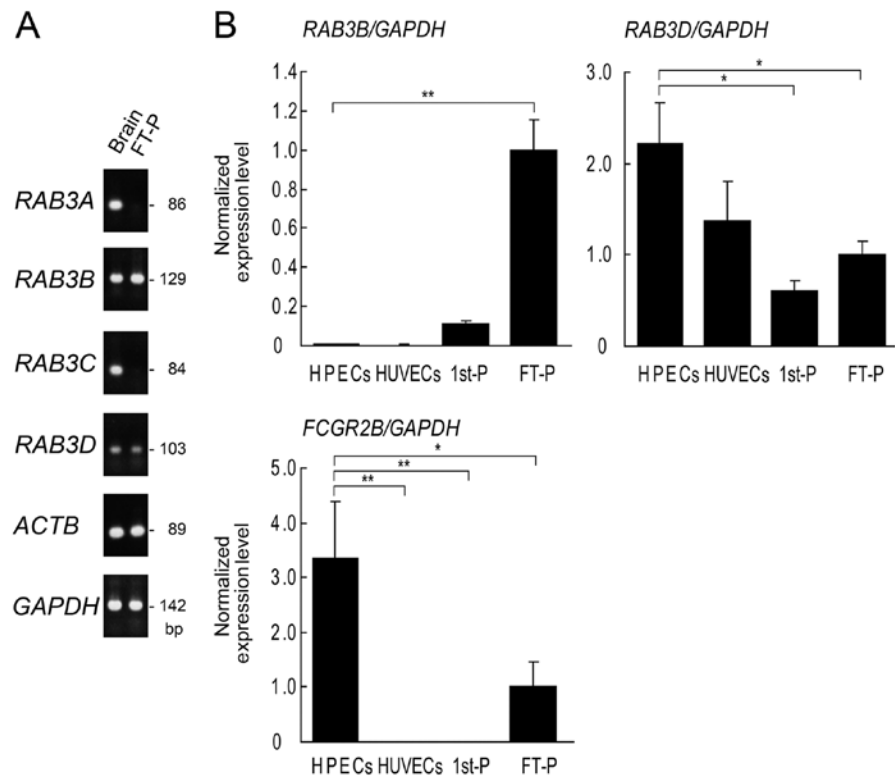 A
Brain
FT-P
RAB3A - 86
RAB3B - 129
RAB3C - 84
RAB3D - 103
ACTB - 89
GAPDH - 142
bp
B
RAB3B/GAPDH
Normalized
expression level
1.4
1.2
1.0
0.8
0.6
0.4
0.2
0
**
HPECs HUVECs 1st-P FT-P
RAB3D/GAPDH
3.0
2.0
1.0
0.0
*
*
HPECs HUVECs 1st-P FT-P
FCGR2B/GAPDH
Normalized
expression level
5.0
4.0
3.0
2.0
1.0
0.0
*
**
**
HPECs HUVECs 1st-P FT-P